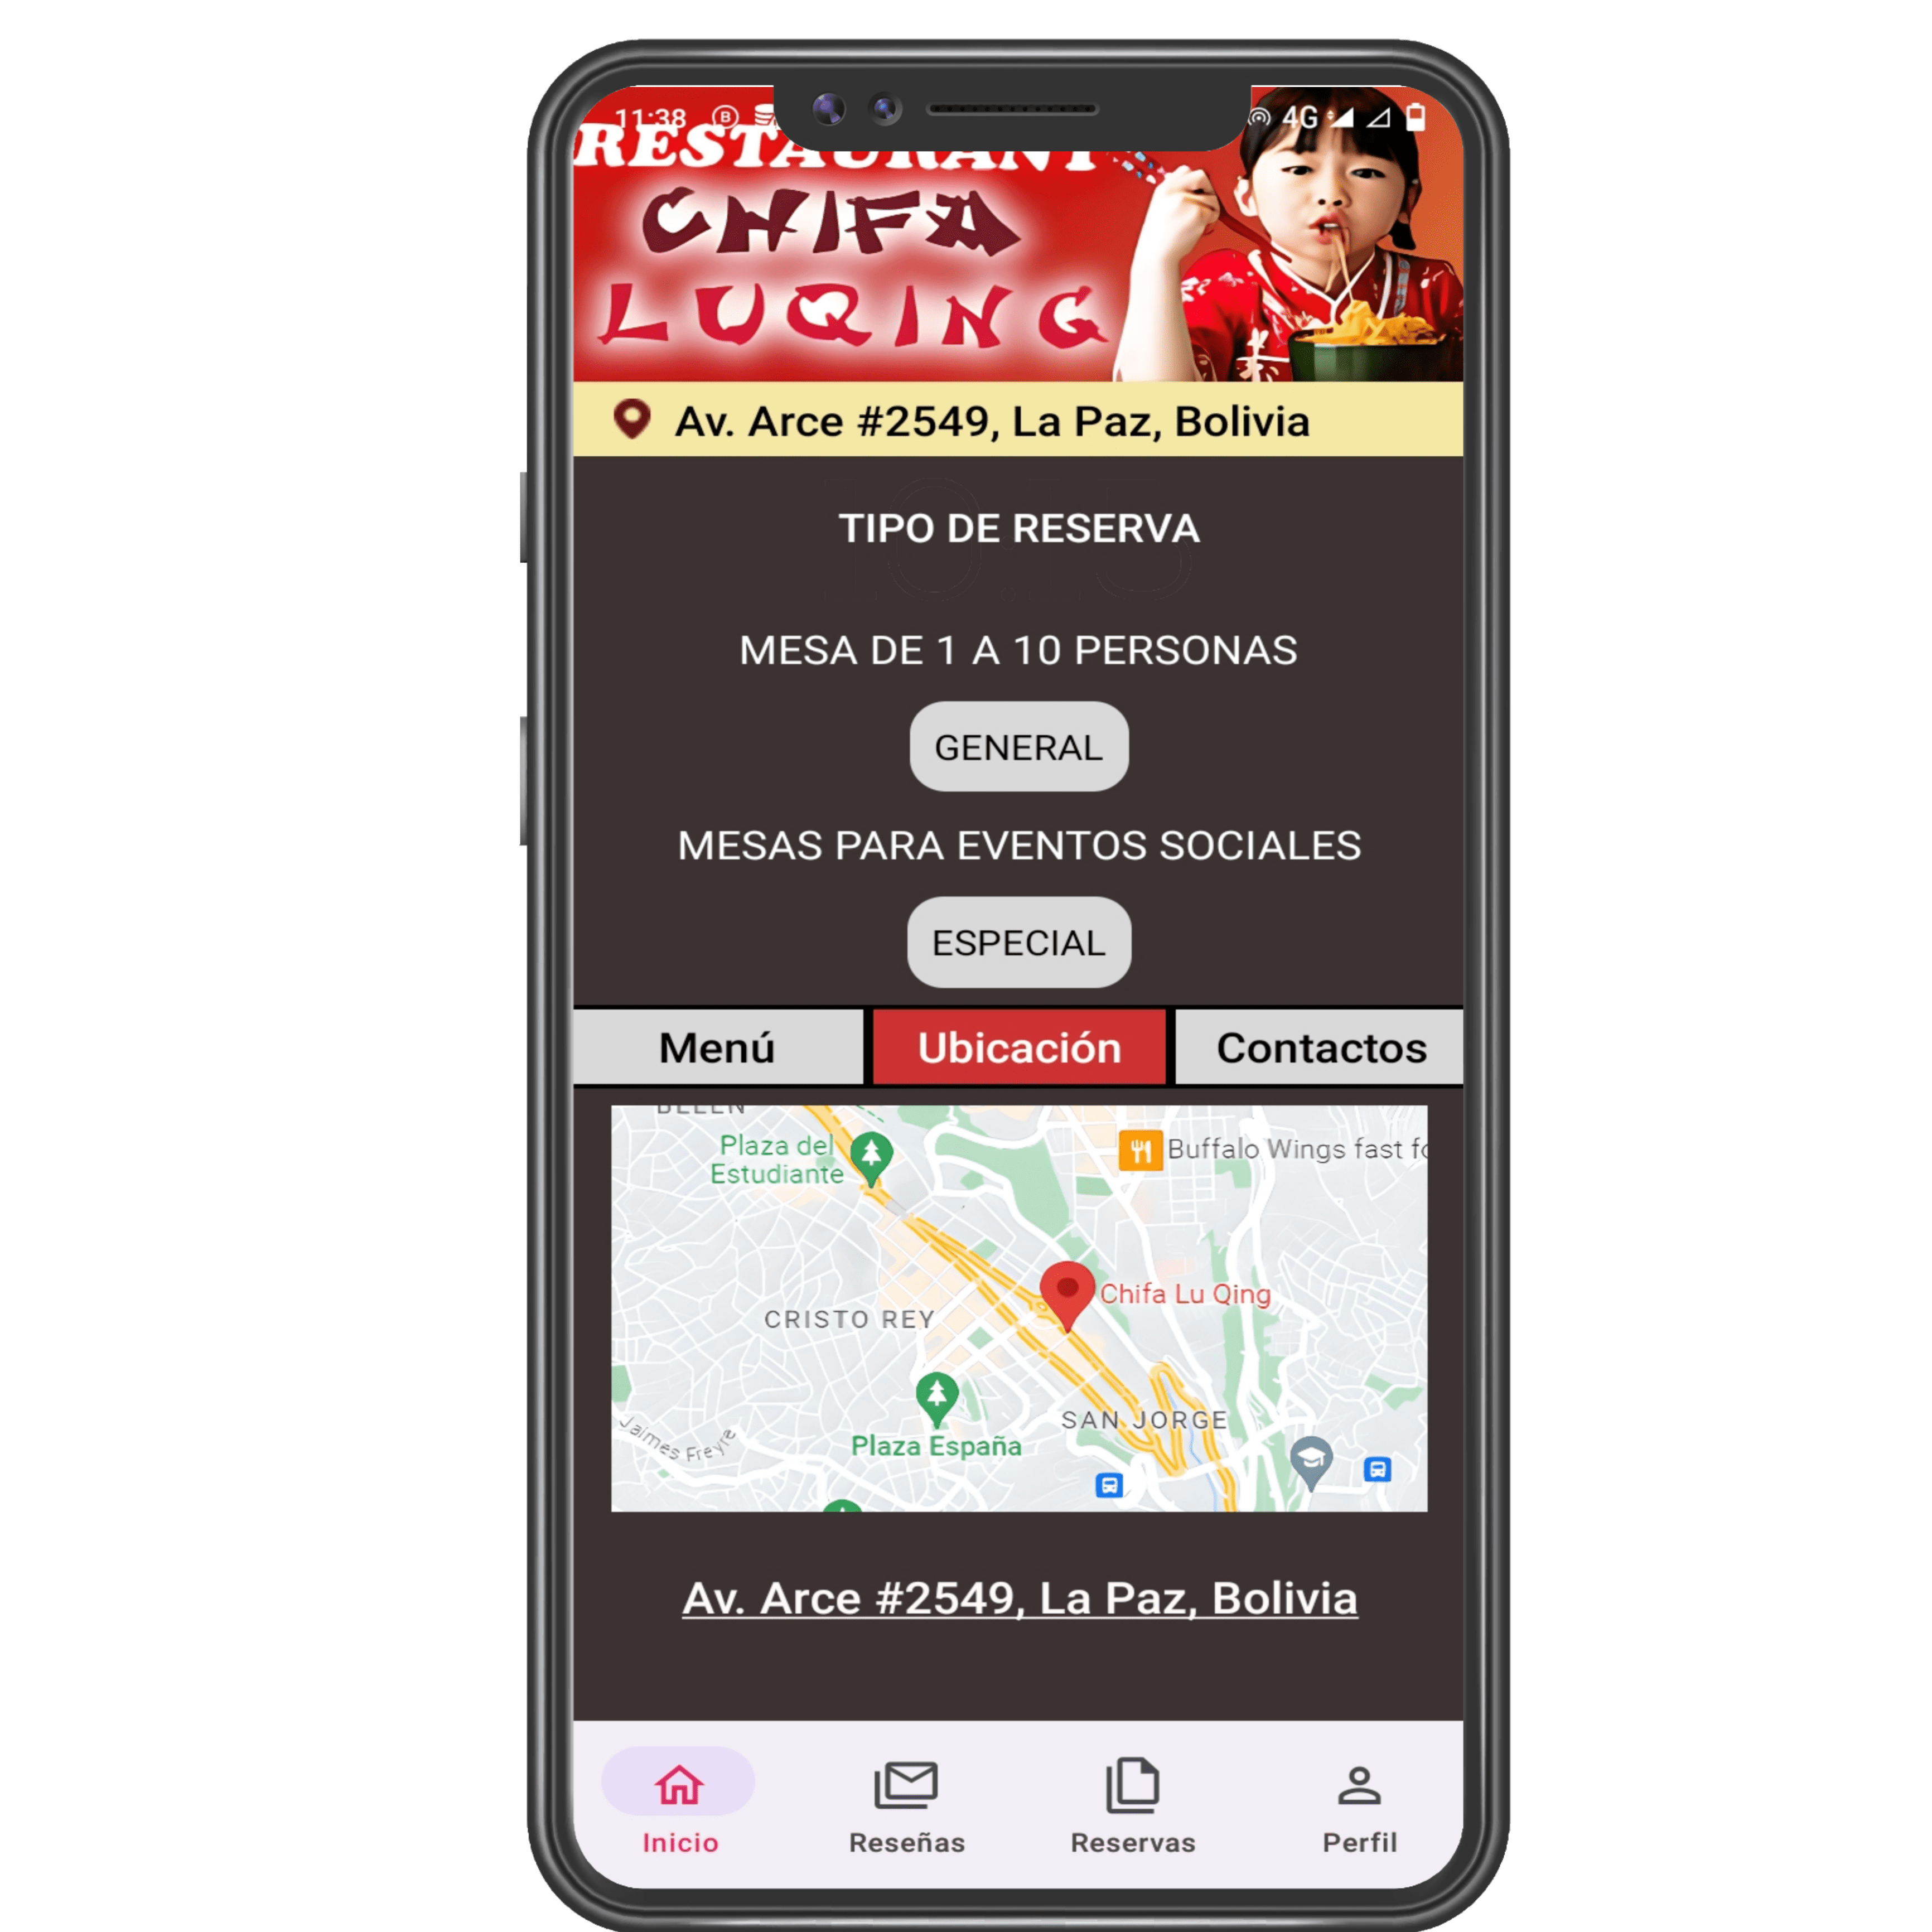 11:38
4G
RESTAURANT
CHIFA
LUQING
Av. Arce #2549, La Paz, Bolivia
TIPO DE RESERVA
MESA DE 1 A 10 PERSONAS
GENERAL
MESAS PARA EVENTOS SOCIALES
ESPECIAL
Menú Ubicación Contactos
BELÉN
Plaza del
Estudiante
Buffalo Wings fast
Chifa Lu Qing
CRISTO REY
SAN JORGE
Jaimes Freyre
Plaza España
Av. Arce #2549, La Paz, Bolivia
Inicio Reseñas Reservas Perfil